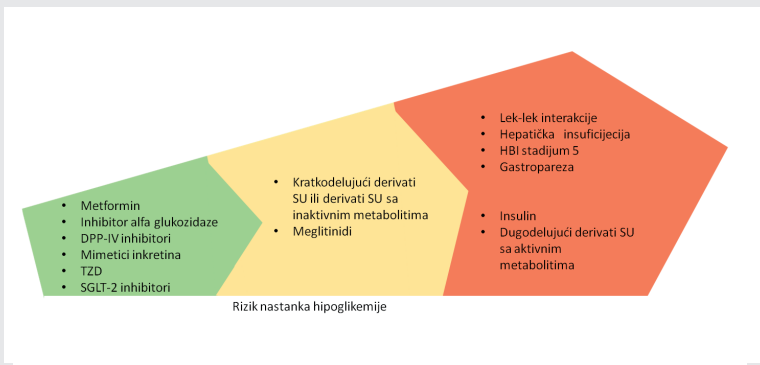 • Metformin
• Inhibitor alfa glukozidaze
• DPP-IV inhibitori
• Mimetici inkretina
• TZD
• SGLT-2 inhibitori
• Kratkodelujući derivati
SU ili derivati SU sa
inaktivnim metabolitima
• Meglitinidi
• Lek-lek interakcije
• Hepatička insuficijecija
• HBI stadijum 5
• Gastropareza
• Insulin
• Dugodelujući derivati SU
sa aktivnim
metabolitima
Rizik nastanka hipoglikemije